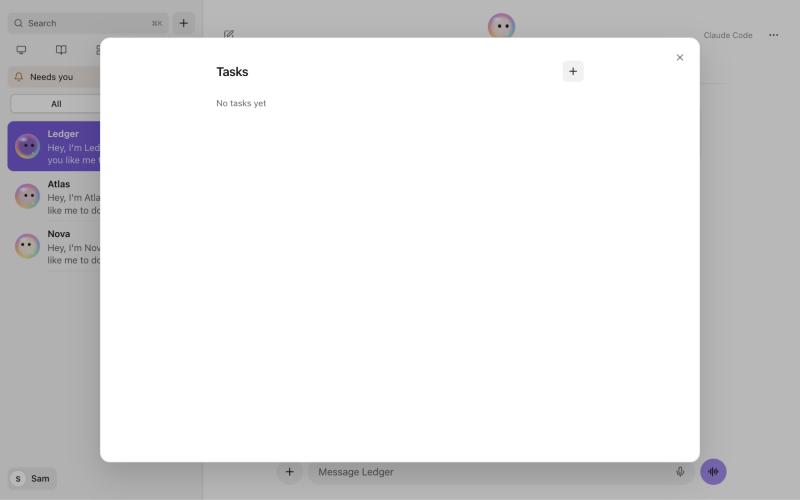 Search
⌘K
Claude Code
Needs you
All
Tasks
No tasks yet
Ledger
Hey, I'm Led
you like me t
Atlas
Hey, I'm Atla
like me to do
Nova
Hey, I'm Nov
like me to do
S
Sam
Message Ledger